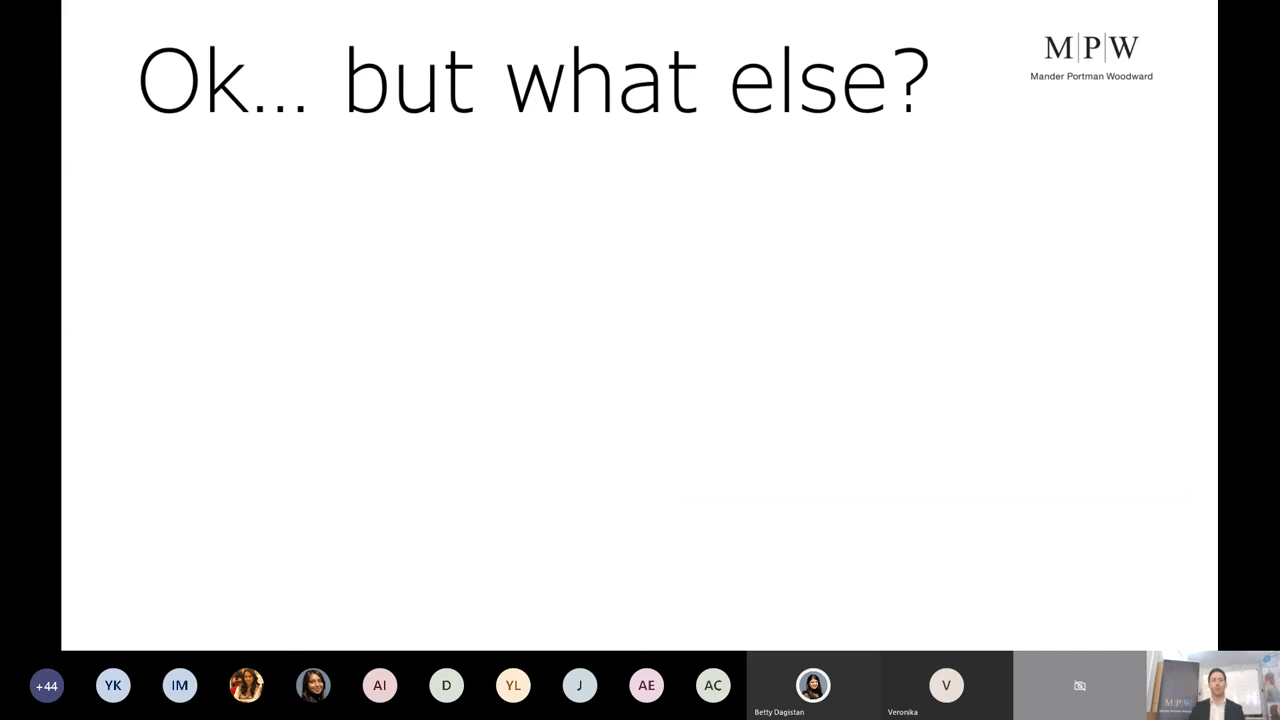 Ok... but what else?
M|P|W
Mander Portman Woodward
+44
YK
IM
AI
D
YL
J
AE
AC
V
Betty Dagistan
Veronika
M|P|W